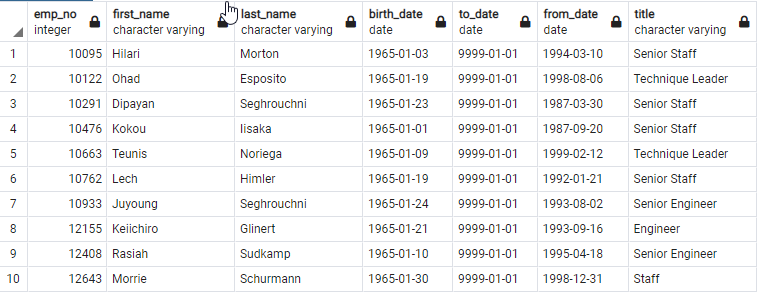 emp_no first_name last_name birth_date to_date from_date title
integer character varying character varying date date date character varying
1 10095 Hilari Morton 1965-01-03 9999-01-01 1994-03-10 Senior Staff
2 10122 Ohad Esposito 1965-01-19 9999-01-01 1998-08-06 Technique Leader
3 10291 Dipayan Seghrouchni 1965-01-23 9999-01-01 1987-03-30 Senior Staff
4 10476 Kokou Iisaka 1965-01-01 9999-01-01 1987-09-20 Senior Staff
5 10663 Teunis Noriega 1965-01-09 9999-01-01 1999-02-12 Technique Leader
6 10762 Lech Himler 1965-01-19 9999-01-01 1992-01-21 Senior Staff
7 10933 Juyoung Seghrouchni 1965-01-24 9999-01-01 1993-08-02 Senior Engineer
8 12155 Keiichiro Glinert 1965-01-21 9999-01-01 1993-09-16 Engineer
9 12408 Rasiah Sudkamp 1965-01-10 9999-01-01 1995-04-18 Senior Engineer
10 12643 Morrie Schurmann 1965-01-30 9999-01-01 1998-12-31 Staff